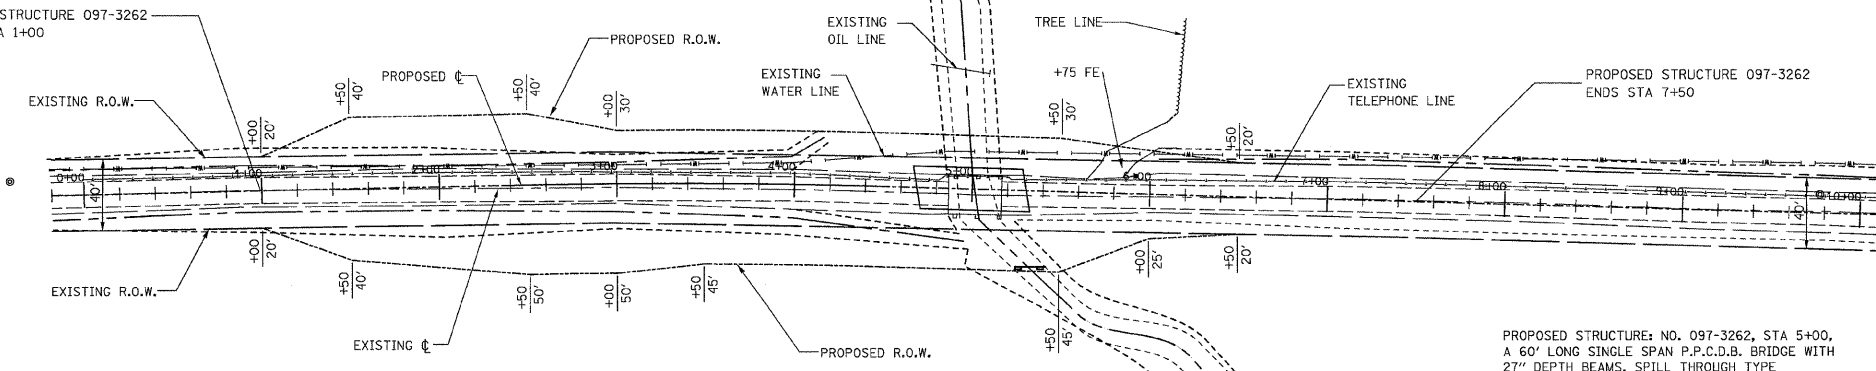 STRUCTURE 097-3262
1+00
EXISTING R.O.W.
+00
20'
+50
40'
PROPOSED ℄
+50
40'
PROPOSED R.O.W.
+00
30'
EXISTING
WATER LINE
EXISTING
OIL LINE
TREE LINE
+75 FE
+50
30'
EXISTING
TELEPHONE LINE
+50
20'
PROPOSED STRUCTURE 097-3262
ENDS STA 7+50
0+00
1+00
2+00
3+00
4+00
5+00
6+00
7+00
8+00
9+00
10+00
40'
40'
EXISTING R.O.W.
+00
20'
+50
40'
EXISTING ℄
+50
50'
+00
50'
+50
45'
PROPOSED R.O.W.
+50
45'
+00
25'
+50
20'
PROPOSED STRUCTURE: NO. 097-3262, STA 5+00,
A 60' LONG SINGLE SPAN P.P.C.D.B. BRIDGE WITH
27" DEPTH BEAMS, SPILL THROUGH TYPE